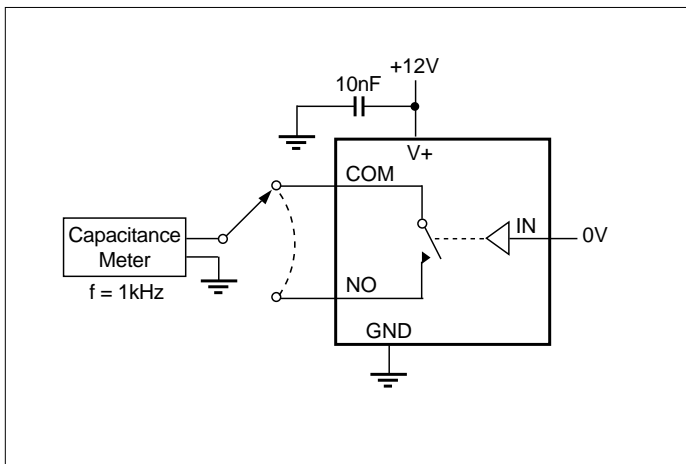 +12V
10nF
V+
COM
IN
0V
Capacitance
Meter
f = 1kHz
NO
GND